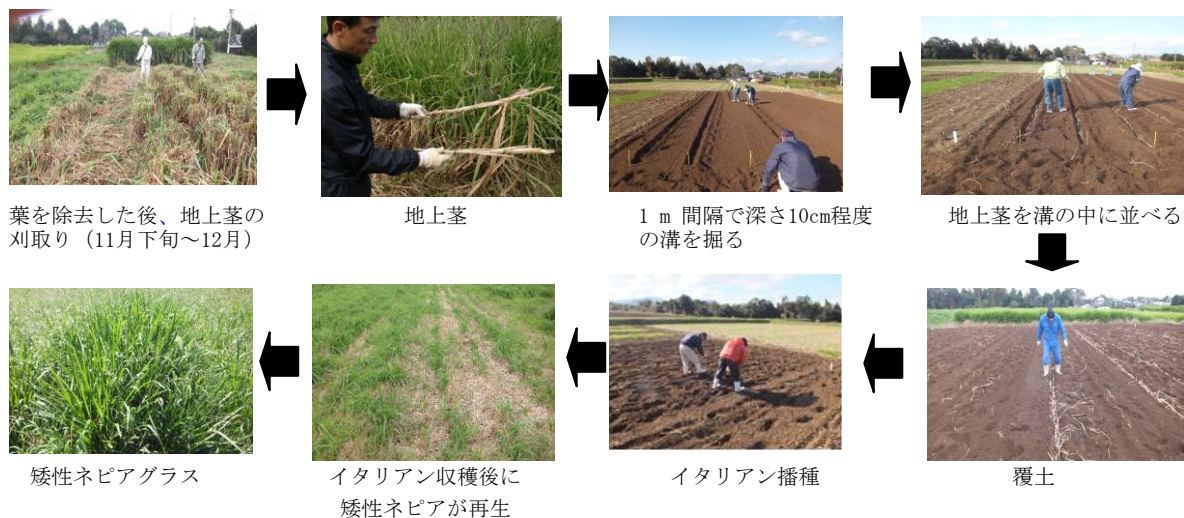 葉を除去した後、地上茎の
刈取り（11月下旬～12月）
地上茎
1 m 間隔で深さ10cm程度
の溝を掘る
地上茎を溝の中に並べる
覆土
イタリアン播種
イタリアン収穫後に
矮性ネピアが再生
矮性ネピアグラス